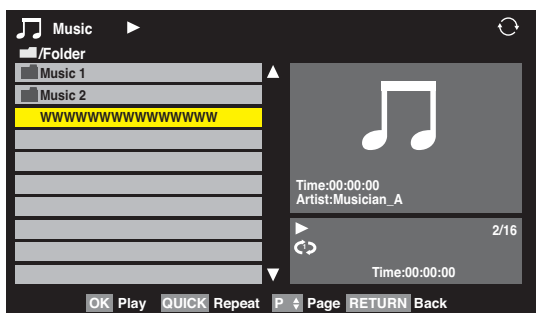 Music
/Folder
Music 1
Music 2
WWWWWWWWWWWWWWW
Time:00:00:00
Artist:Musician_A
2/16
Time:00:00:00
OK Play QUICK Repeat P Page RETURN Back